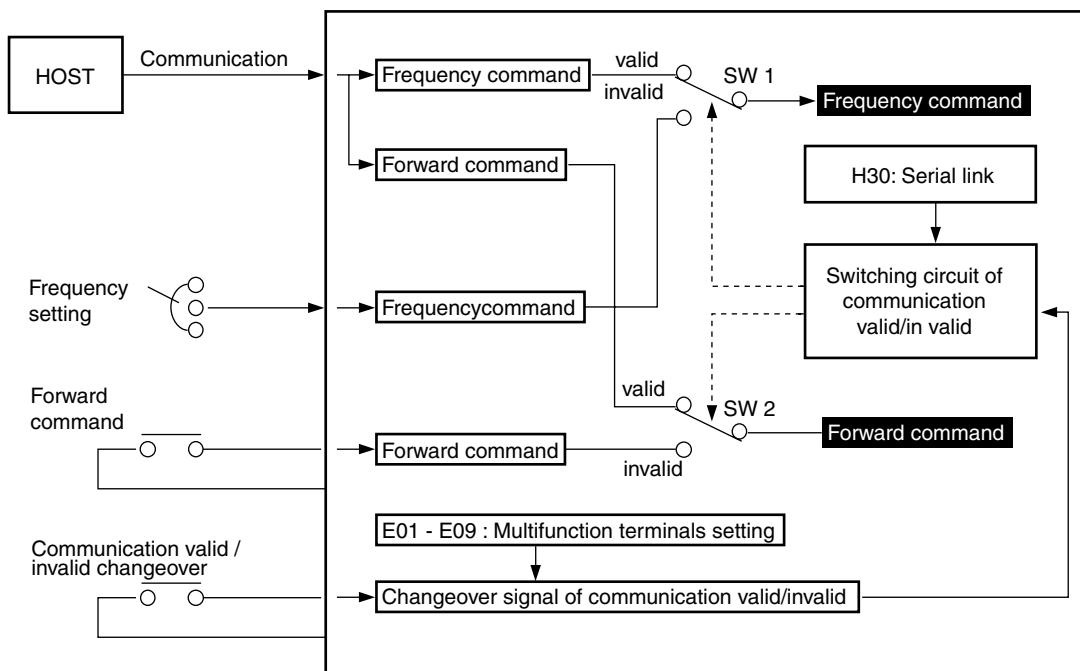 HOST
Communication
Frequency command
valid
invalid
SW 1
Frequency command
Forward command
H30: Serial link
Frequency
setting
Frequencycommand
Switching circuit of
communication
valid/in valid
Forward
command
valid
SW 2
Forward command
Forward command
invalid
E01 - E09 : Multifunction terminals setting
Communication valid /
invalid changeover
Changeover signal of communication valid/invalid